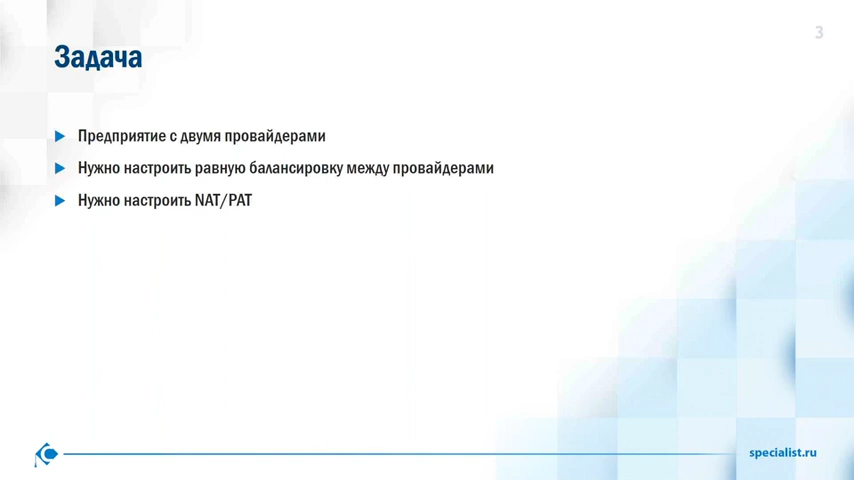 3
Задача
Предприятие с двумя провайдерами
Нужно настроить равную балансировку между провайдерами
Нужно настроить NAT/PAT
specialist.ru